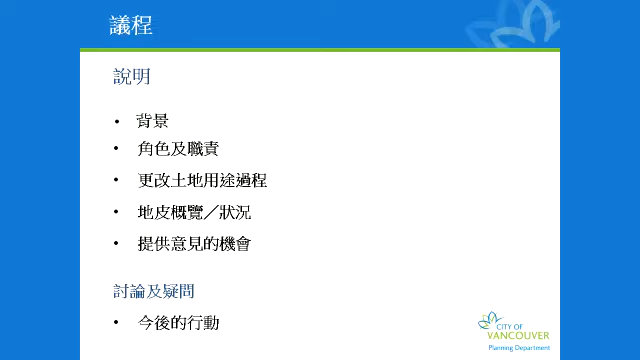 議程
說明
• 背景
• 角色及職責
• 更改土地用途過程
• 地皮概覽／狀況
• 提供意見的機會
討論及疑問
• 今後的行動
CITY OF
VANCOUVER
Planning Department